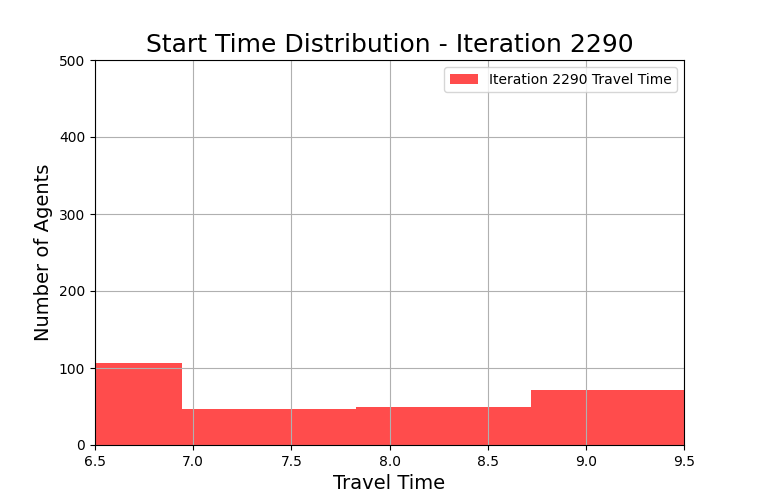 Start Time Distribution - Iteration 2290
Iteration 2290 Travel Time
Number of Agents
500
400
300
200
100
0
6.5 7.0 7.5 8.0 8.5 9.0 9.5
Travel Time